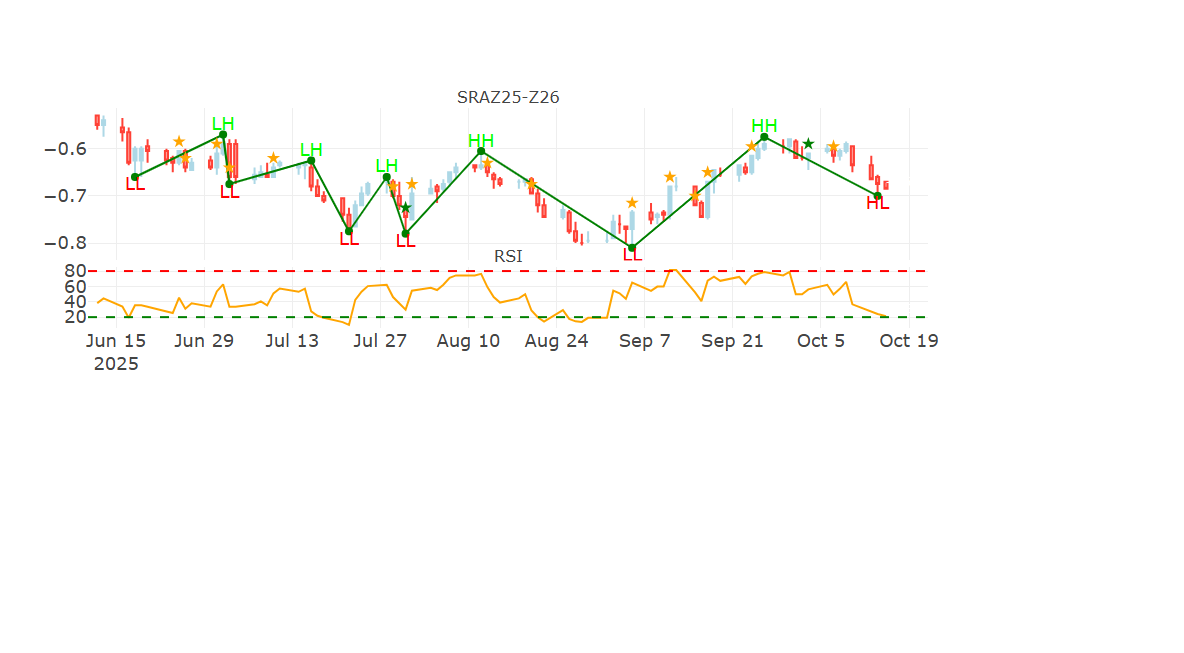 SRAZ25-Z26
LH
HH
HH
LH
LH
−0.6
LL
LL
−0.7
HL
LL
LL
−0.8
LL
RSI
80
60
40
20
Jun 15
2025
Jun 29
Jul 13
Jul 27
Aug 10
Aug 24
Sep 7
Sep 21
Oct 5
Oct 19